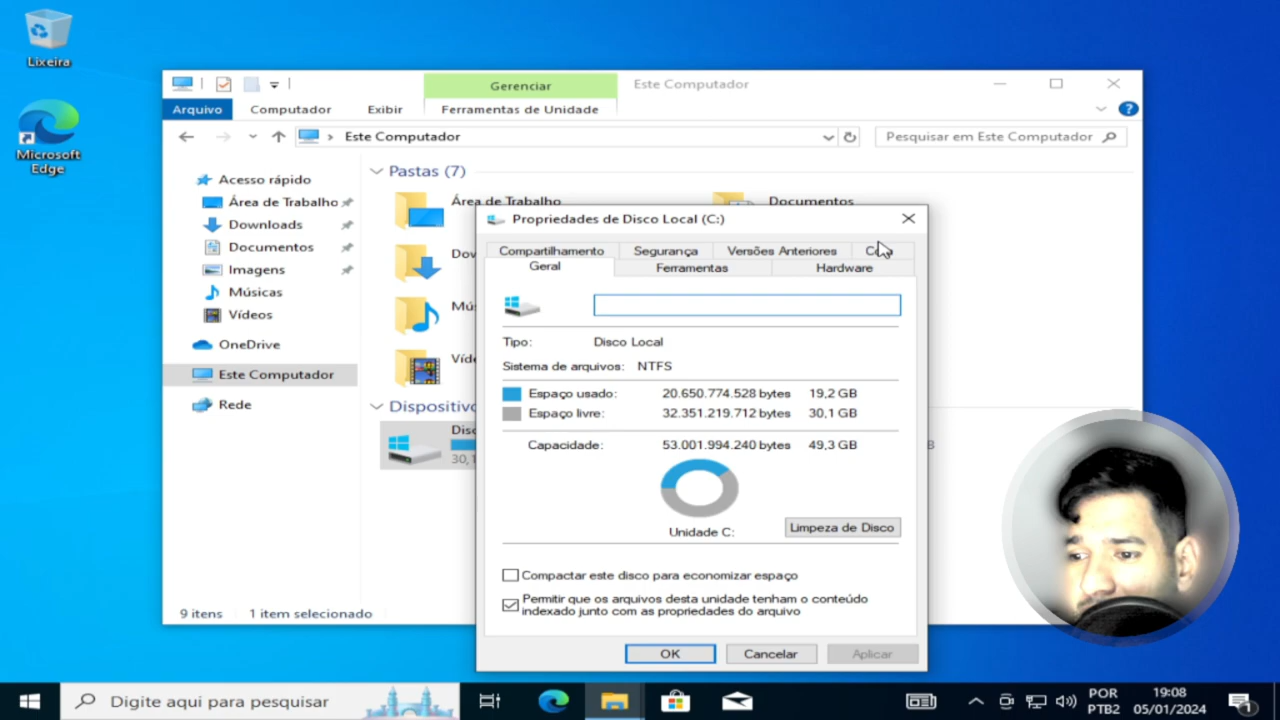 Lixeira
Microsoft
Edge
Gerenciar
Este Computador
Arquivo
Computador
Exibir
Ferramentas de Unidade
Este Computador
Pesquisar em Este Computador
Acesso rápido
Área de Trabalho
Downloads
Documentos
Imagens
Músicas
Vídeos
OneDrive
Este Computador
Rede
Pastas (7)
Área de Trabalho
Documentos
Propriedades de Disco Local (C:)
Compartilhamento
Segurança
Versões Anteriores
Geral
Ferramentas
Hardware
Tipo:
Disco Local
Sistema de arquivos: NTFS
Espaço usado: 20.650.774.528 bytes 19,2 GB
Espaço livre: 32.351.219.712 bytes 30,1 GB
Capacidade: 53.001.994.240 bytes 49,3 GB
Unidade C:
Limpeza de Disco
Compactar este disco para economizar espaço
Permitir que os arquivos desta unidade tenham o conteúdo
indexado junto com as propriedades do arquivo
OK
Cancelar
Aplicar
9 itens
1 item selecionado
Digite aqui para pesquisar
POR
PTB2
19:08
05/01/2024
1